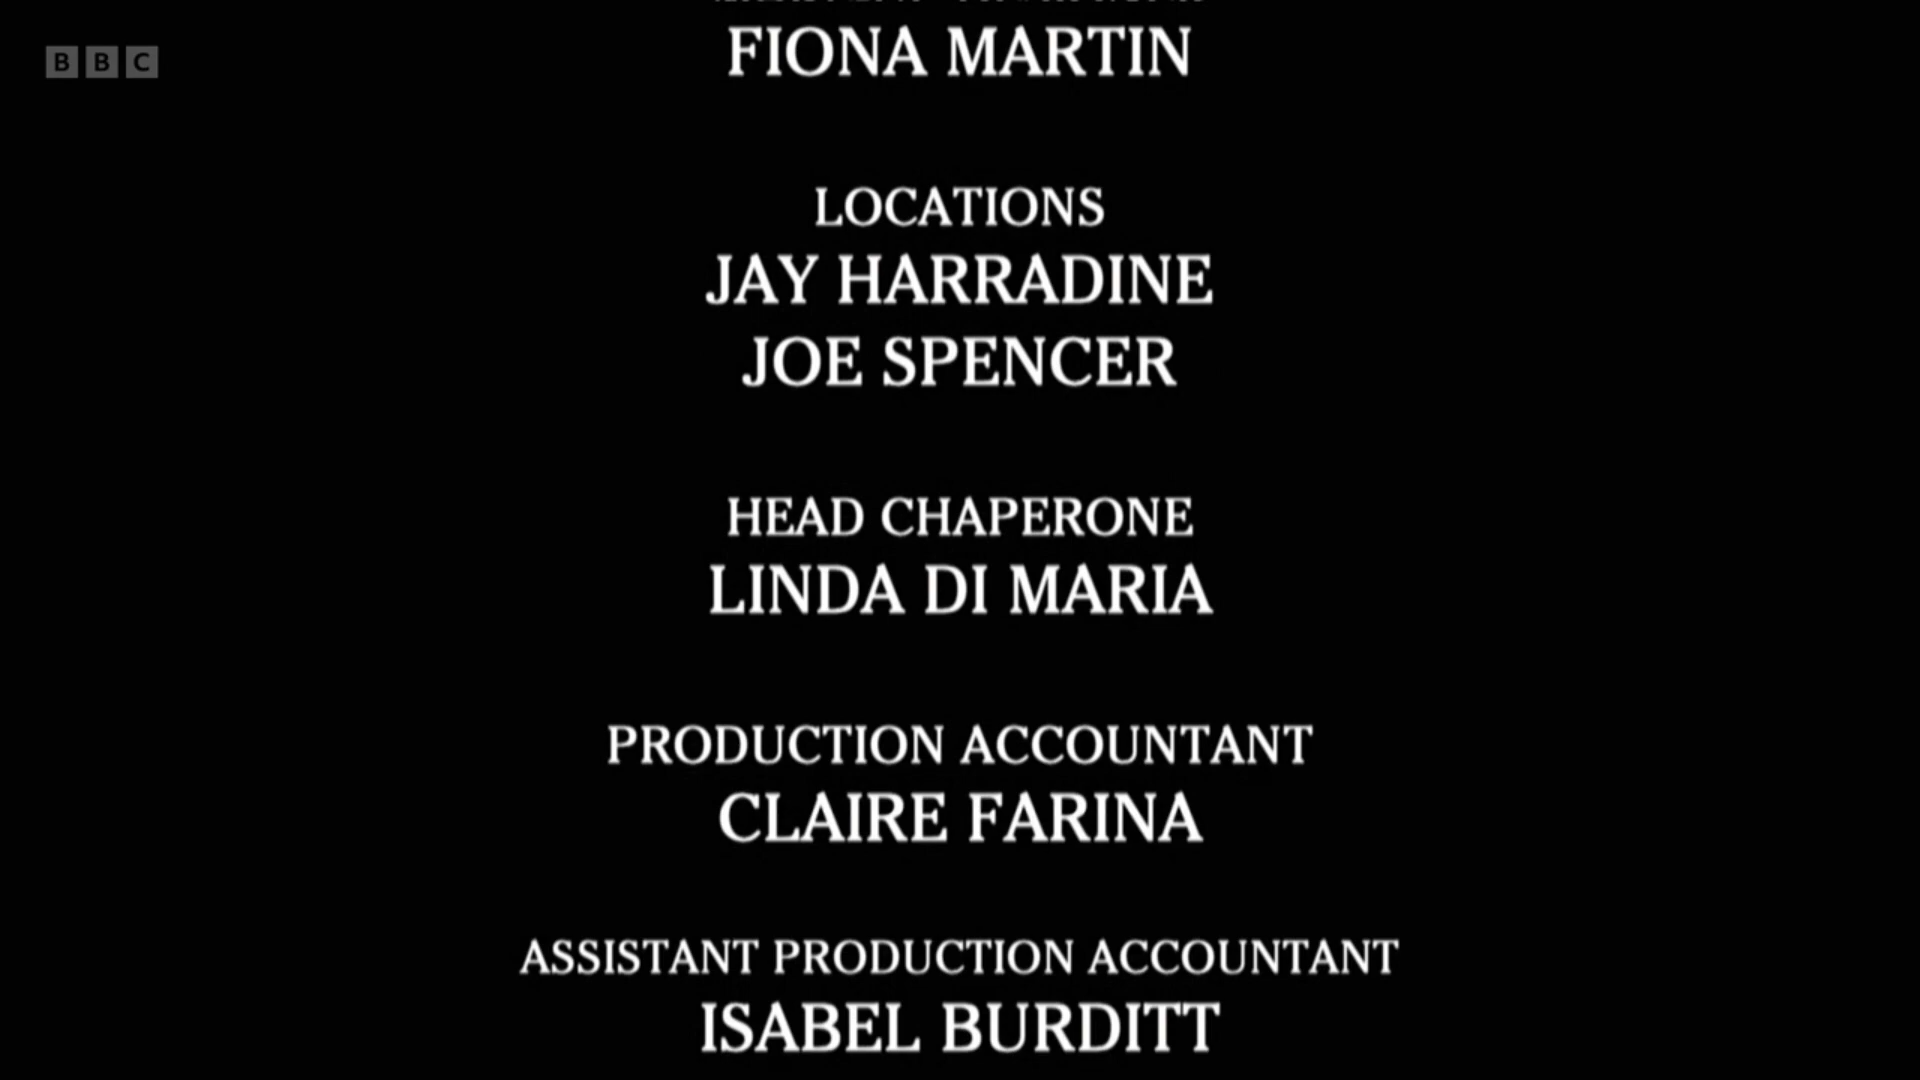 BBC
FIONA MARTIN
LOCATIONS
JAY HARRADINE
JOE SPENCER
HEAD CHAPERONE
LINDA DI MARIA
PRODUCTION ACCOUNTANT
CLAIRE FARINA
ASSISTANT PRODUCTION ACCOUNTANT
ISABEL BURDITT